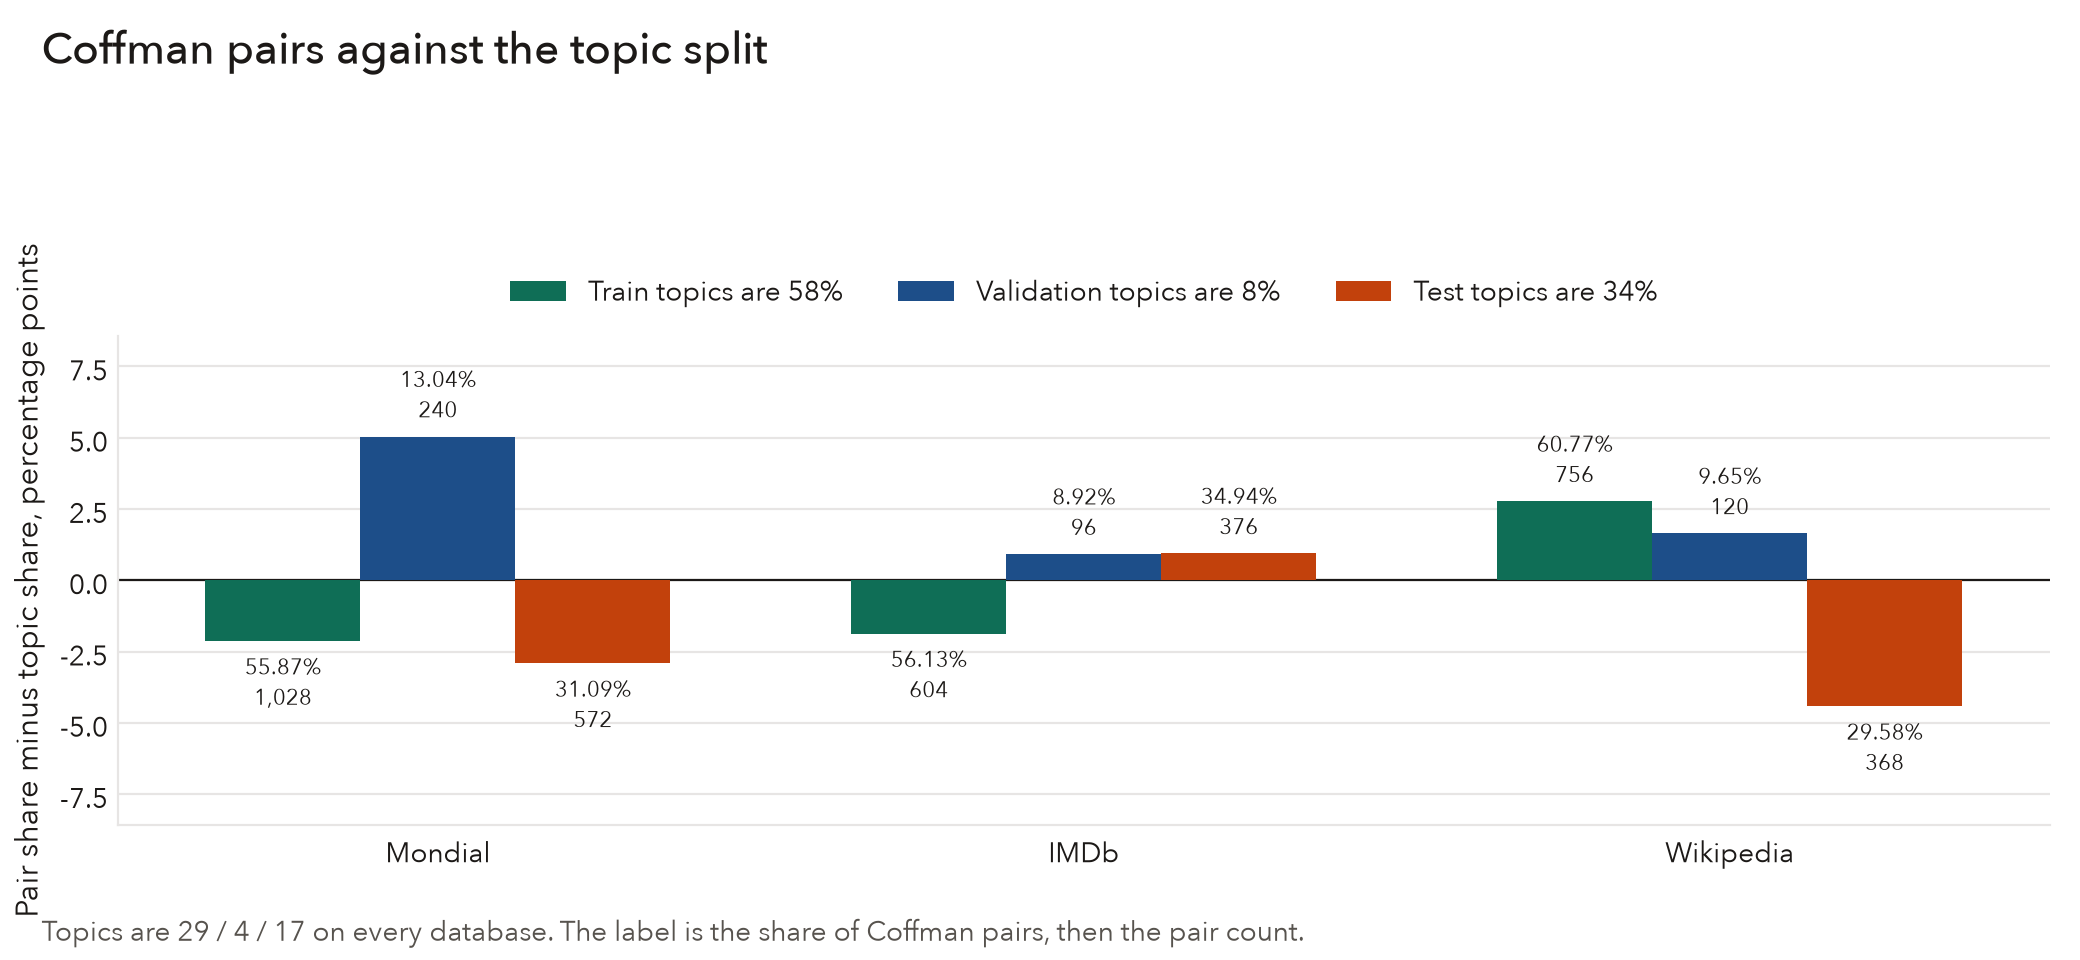 Coffman pairs against the topic split
Train topics are 58%
Validation topics are 8%
Test topics are 34%
Pair share minus topic share, percentage points
7.5
5.0
2.5
0.0
-2.5
-5.0
-7.5
13.04%
240
55.87%
1,028
31.09%
572
8.92%
96
34.94%
376
56.13%
604
60.77%
756
9.65%
120
29.58%
368
Mondial
IMDb
Wikipedia
Topics are 29 / 4 / 17 on every database. The label is the share of Coffman pairs, then the pair count.